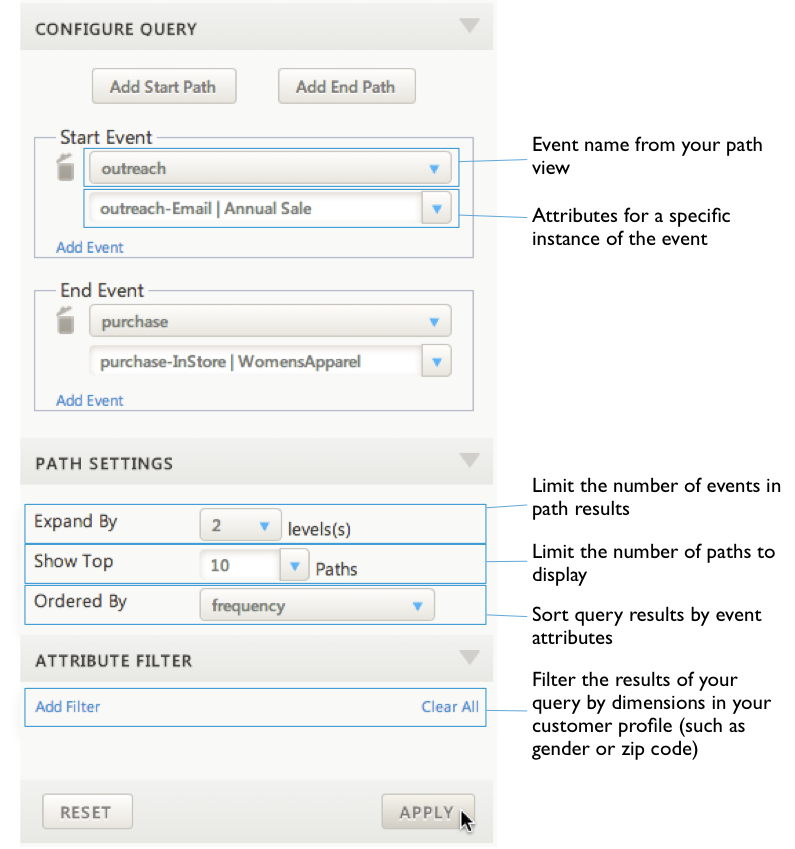 CONFIGURE QUERY
Add Start Path
Add End Path
Start Event
outreach
outreach-Email | Annual Sale
Add Event
Event name from your path
view
Attributes for a specific
instance of the event
End Event
purchase
purchase-InStore | WomensApparel
Add Event
PATH SETTINGS
Expand By 2 levels(s)
Show Top 10 Paths
Ordered By frequency
Limit the number of events in
path results
Limit the number of paths to
display
Sort query results by event
attributes
ATTRIBUTE FILTER
Add Filter Clear All
Filter the results of your
query by dimensions in your
customer profile (such as
gender or zip code)
RESET
APPLY